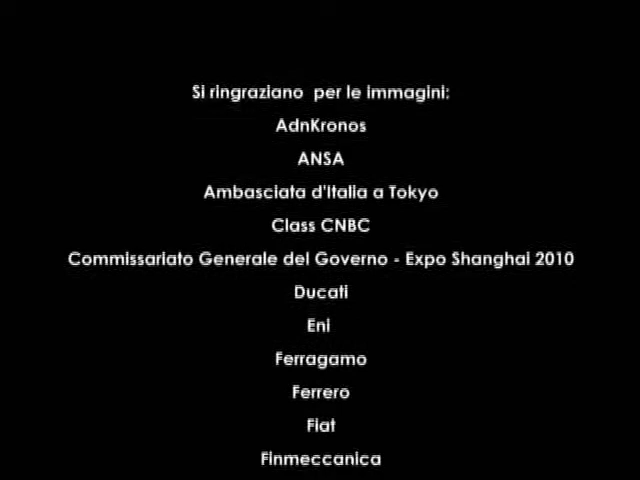 Si ringraziano per le immagini:
AdnKronos
ANSA
Ambasciata d'Italia a Tokyo
Class CNBC
Commissariato Generale del Governo - Expo Shanghai 2010
Ducati
Eni
Ferragamo
Ferrero
Fiat
Finmeccanica